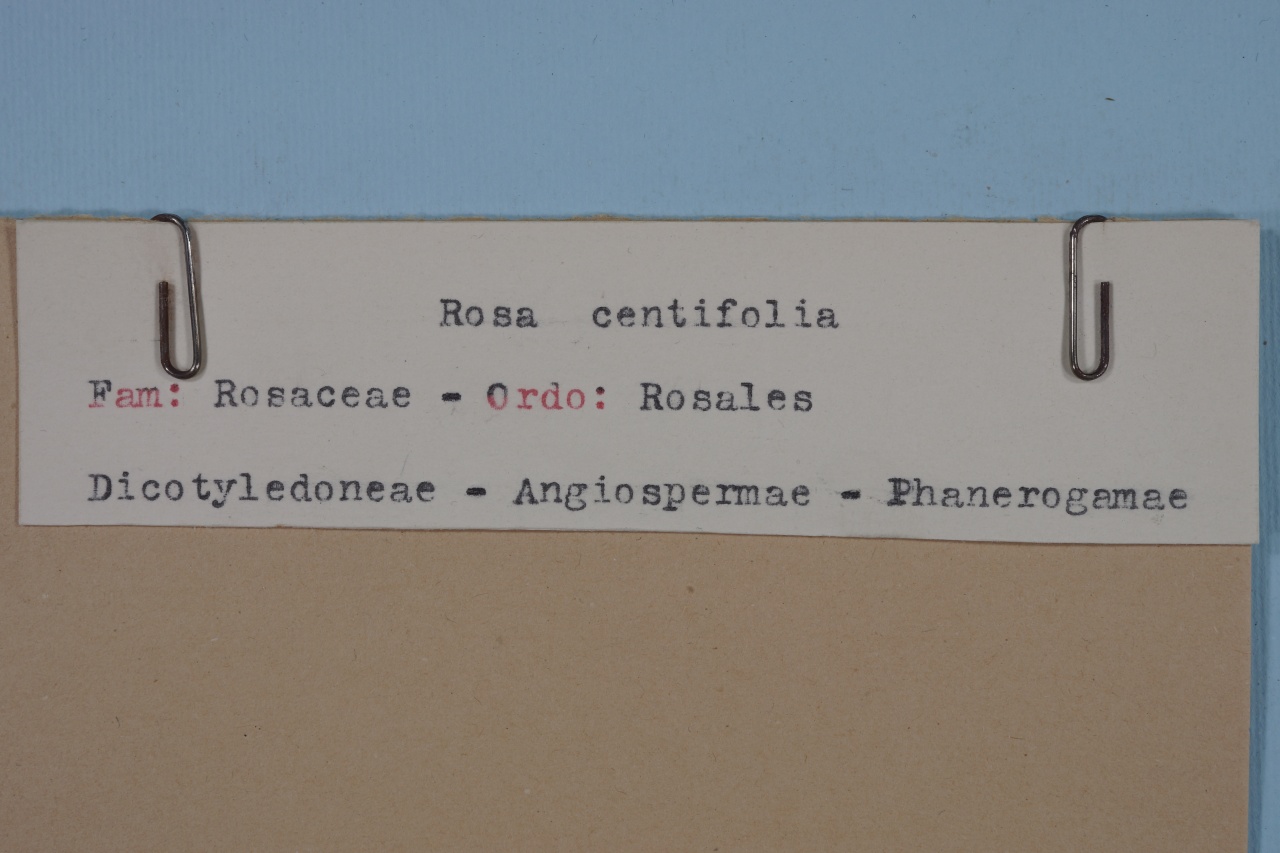 Rosa centifolia
Fam: Rosaceae - Ordo: Rosales
Dicotyledoneae - Angiospermae - Phanerogamae